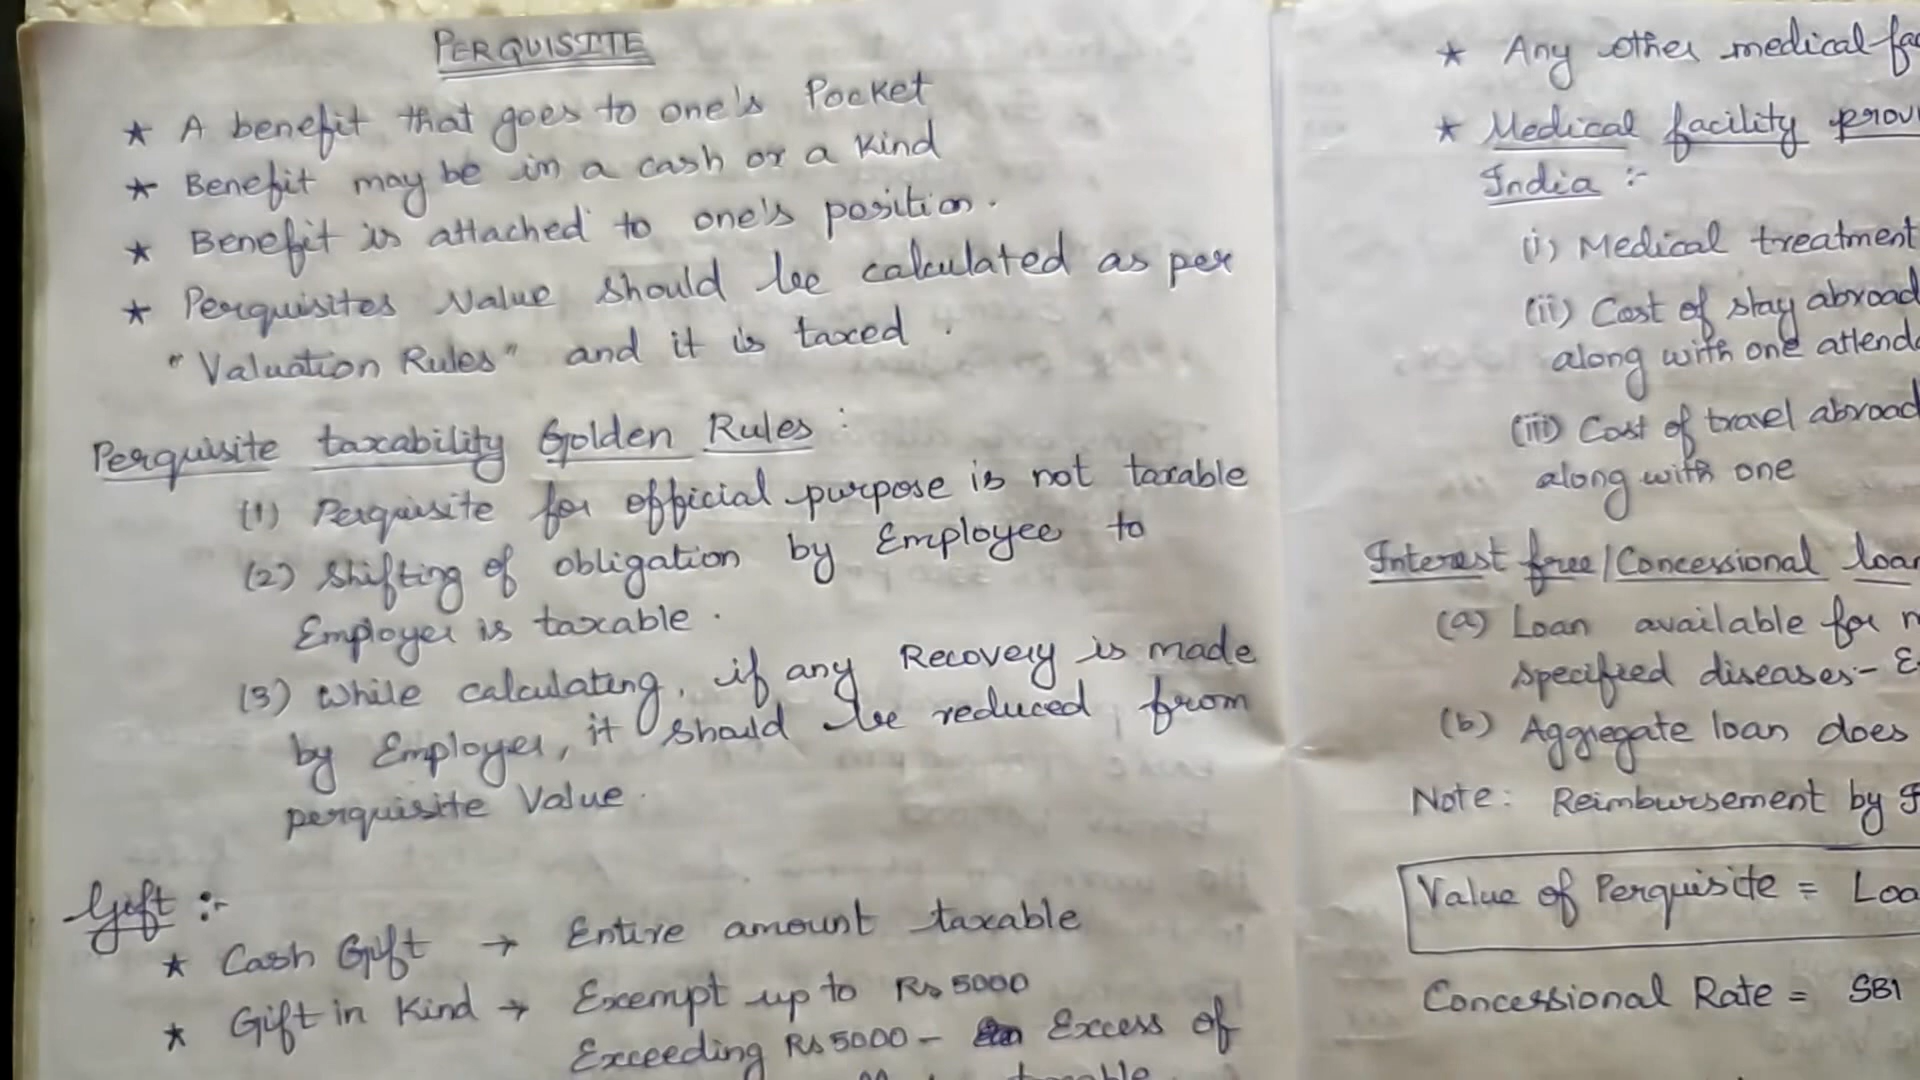 PERQUISITE
★ A benefit that goes to one's Pocket
★ Benefit may be in a cash or a kind
★ Benefit is attached to one's position.
★ Perquisites Value should be calculated as per
"Valuation Rules" and it is taxed.
Perquisite taxability Golden Rules:
(1) Perquisite for official purpose is not taxable
(2) Shifting of obligation by Employee to
Employer is taxable.
(3) While calculating, if any Recovery is made
by Employer, it should be reduced from
perquisite Value.
Gift :-
★ Cash Gift → Entire amount taxable
★ Gift in Kind → Exempt up to Rs 5000
Exceeding Rs 5000 - Excess of
taxable
★ Any other medical
★ Medical facility
India :-
(i) Medical treatment
(ii) Cost of stay abroad
along with one
(iii) Cost of travel abroad
along with one
Interest free/Concessional
(a) Loan available for
specified diseases:-
(b) Aggregate loan does
Note: Reimbursement by
Value of Perquisite =
Concessional Rate = SBI